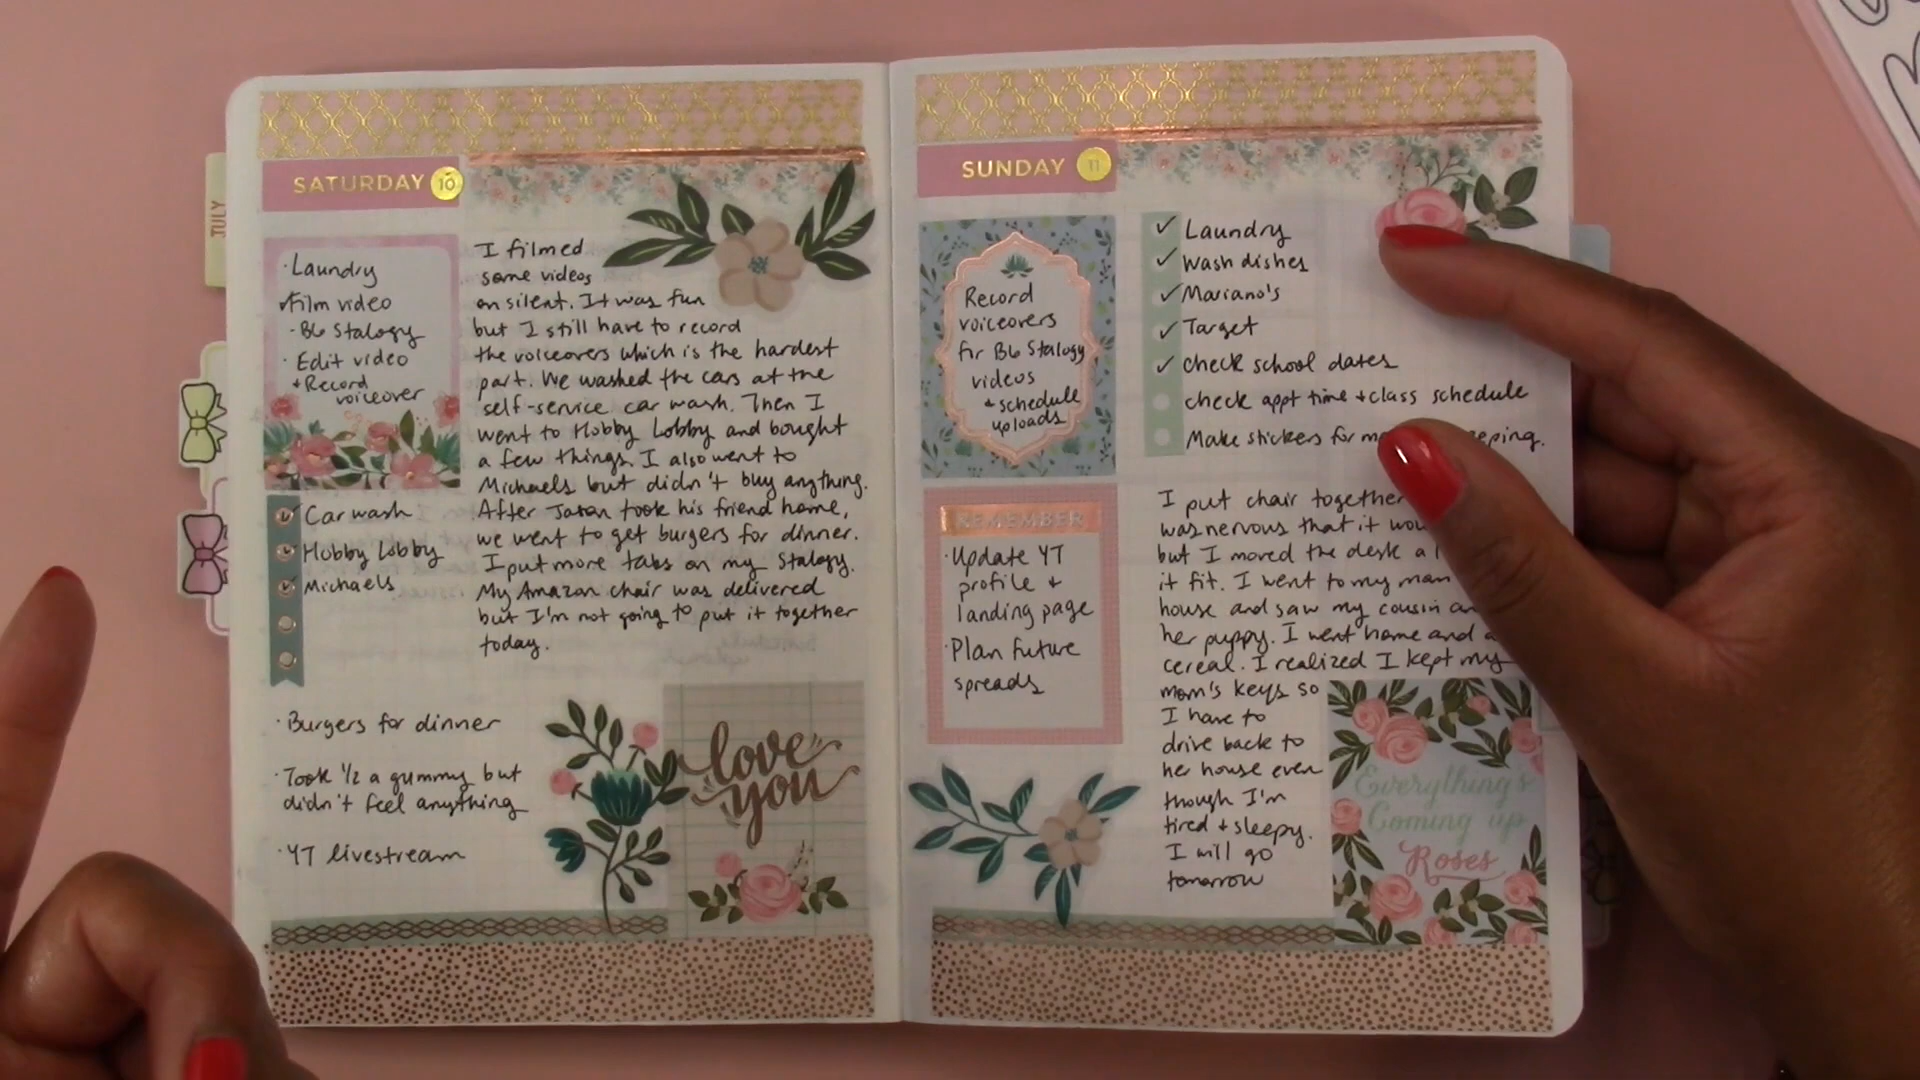 JULY
SATURDAY 10
· Laundry
✓Film video
· B6 Stalogy
· Edit video
+ Record
voiceover
✓ Car wash
✓ Hobby Lobby
✓ Michaels
· Burgers for dinner
· Took 1/2 a gummy but
didn't feel anything
· YT livestream
I filmed
some videos
on silent. It was fun
but I still have to record
the voiceovers which is the hardest
part. We washed the cars at the
self-service car wash. Then I
went to Hobby Lobby and bought
a few things. I also went to
Michaels but didn't buy anything.
After took his friend home,
we went to get burgers for dinner.
I put more tabs on my Stalogy.
My Amazon chair was delivered
but I'm not going to put it together
today.
love
you
SUNDAY 11
Record
voiceovers
for B6 Stalogy
videos
+ schedule
uploads
REMEMBER
· Update YT
profile +
landing page
· Plan future
spreads
✓ Laundry
✓ Wash dishes
✓ Mariano's
✓ Target
✓ check school dates
check appt time + class schedule
Make stickers for
I put chair together
was nervous that it
but I moved the desk a
it fit. I went to my
house and saw my cousin
her puppy. I went home and
cereal. I realized I kept my
mom's keys so
I have to
drive back to
her house even
though I'm
tired + sleepy.
I will go
tomorrow
Everything's
Coming up
Roses